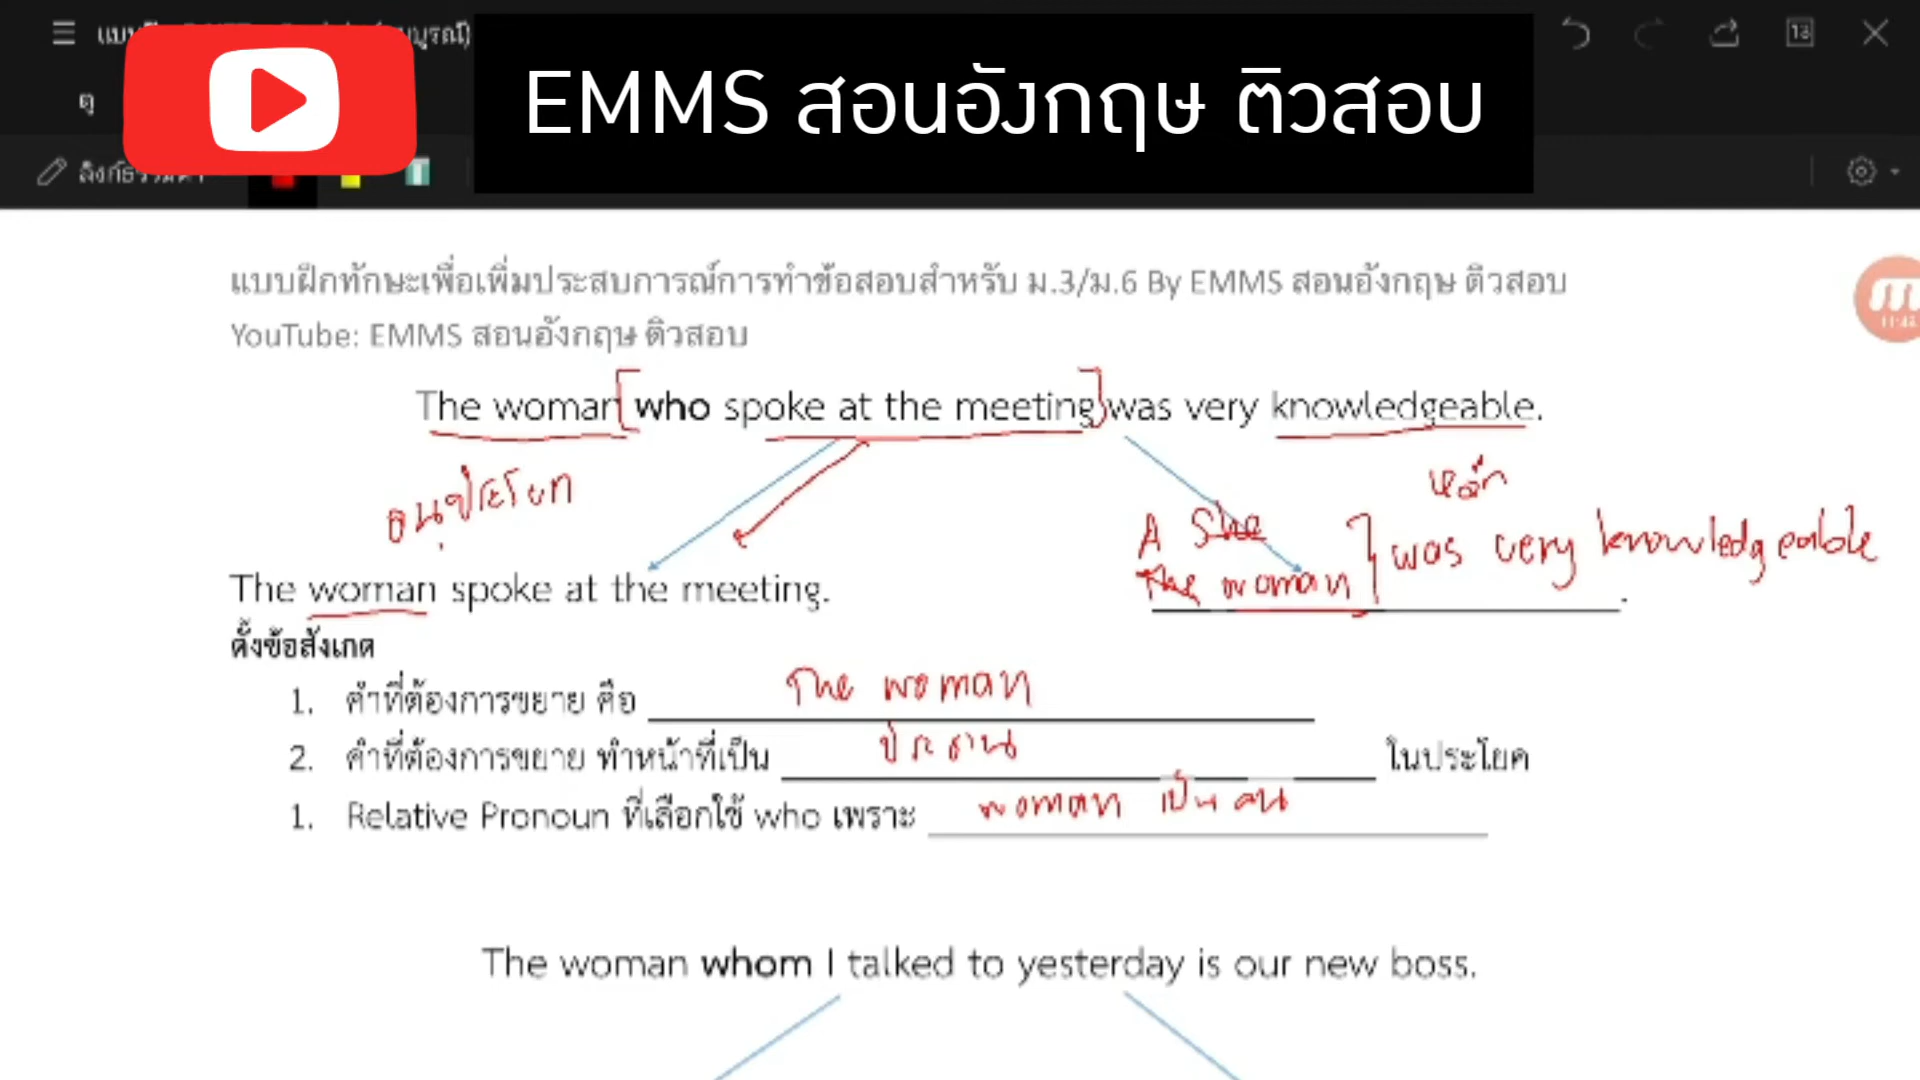 EMMS สอนอังกฤษ ติวสอบ
แบบฝึกทักษะเพื่อเพิ่มประสบการณ์การทำข้อสอบสำหรับ ม.3/ม.6 By EMMS สอนอังกฤษ ติวสอบ
YouTube: EMMS สอนอังกฤษ ติวสอบ
The woman [ who spoke at the meeting ] was very knowledgeable.
อนุประโยค
หลัก
A She
The woman } was very knowledgeable
The woman spoke at the meeting. .
ตั้งข้อสังเกต
1. คำที่ต้องการขยาย คือ The woman
2. คำที่ต้องการขยาย ทำหน้าที่เป็น ประธาน ในประโยค
1. Relative Pronoun ที่เลือกใช้ who เพราะ woman เป็นคน
The woman whom I talked to yesterday is our new boss.